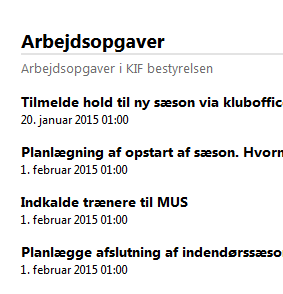 Arbejdsopgaver
Arbejdsopgaver i KIF bestyrelsen
Tilmelde hold til ny sæson via kluboffic
20. januar 2015 01:00
Planlægning af opstart af sæson. Hvorn
1. februar 2015 01:00
Indkalde trænere til MUS
1. februar 2015 01:00
Planlægge afslutning af indendørssæso
1. februar 2015 01:00